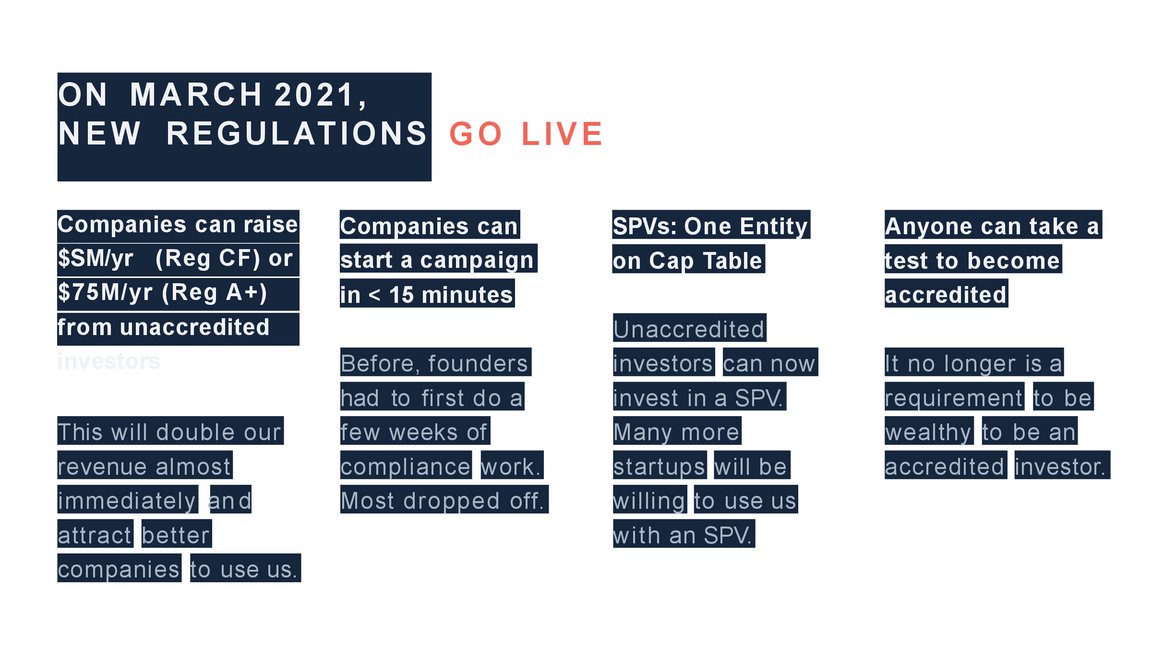 ON MARCH 2021,
NEW REGULATIONS GO LIVE
Companies can raise
$SM/yr (Reg CF) or
$75M/yr (Reg A+)
from unaccredited
investors
This will double our
revenue almost
immediately and
attract better
companies to use us.
Companies can
start a campaign
in < 15 minutes
Before, founders
had to first do a
few weeks of
compliance work.
Most dropped off.
SPVs: One Entity
on Cap Table
Unaccredited
investors can now
invest in a SPV.
Many more
startups will be
willing to use us
with an SPV.
Anyone can take a
test to become
accredited
It no longer is a
requirement to be
wealthy to be an
accredited investor.